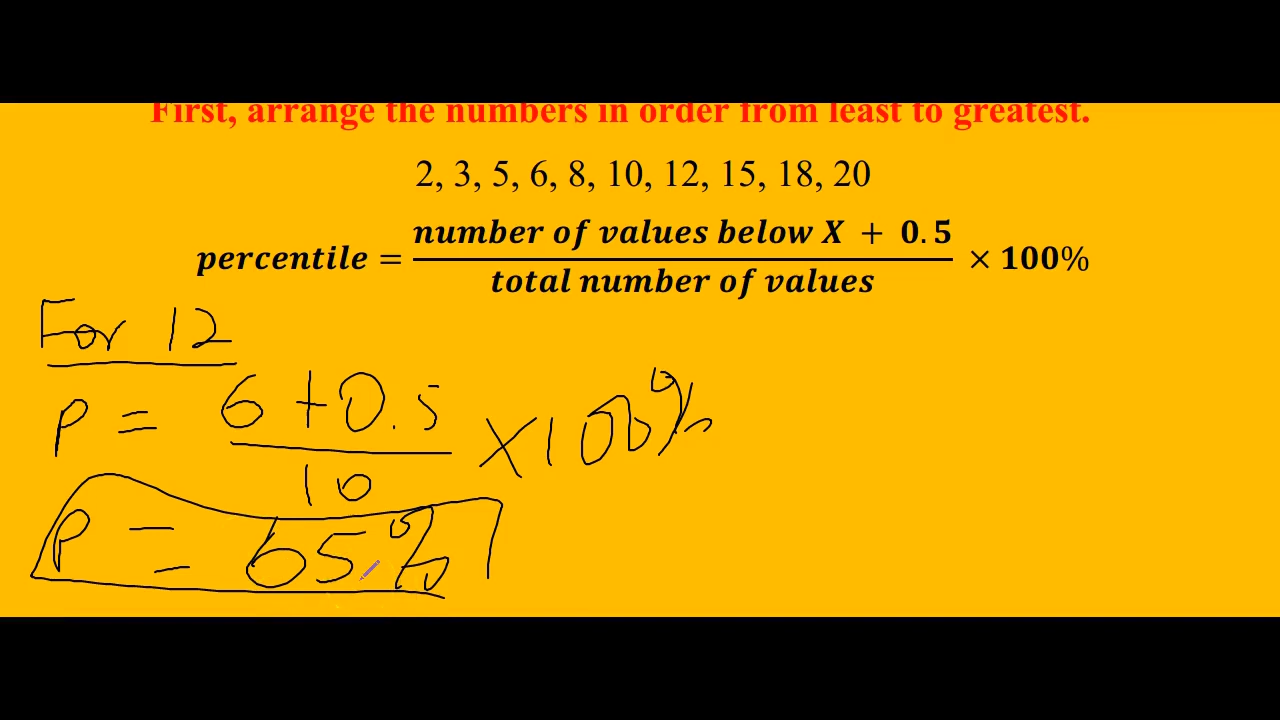 First, arrange the numbers in order from least to greatest.
2, 3, 5, 6, 8, 10, 12, 15, 18, 20
percentile = (number of values below X + 0.5) / (total number of values) × 100%
For 12
P = (6 + 0.5) / 10 × 100%
P = 65%